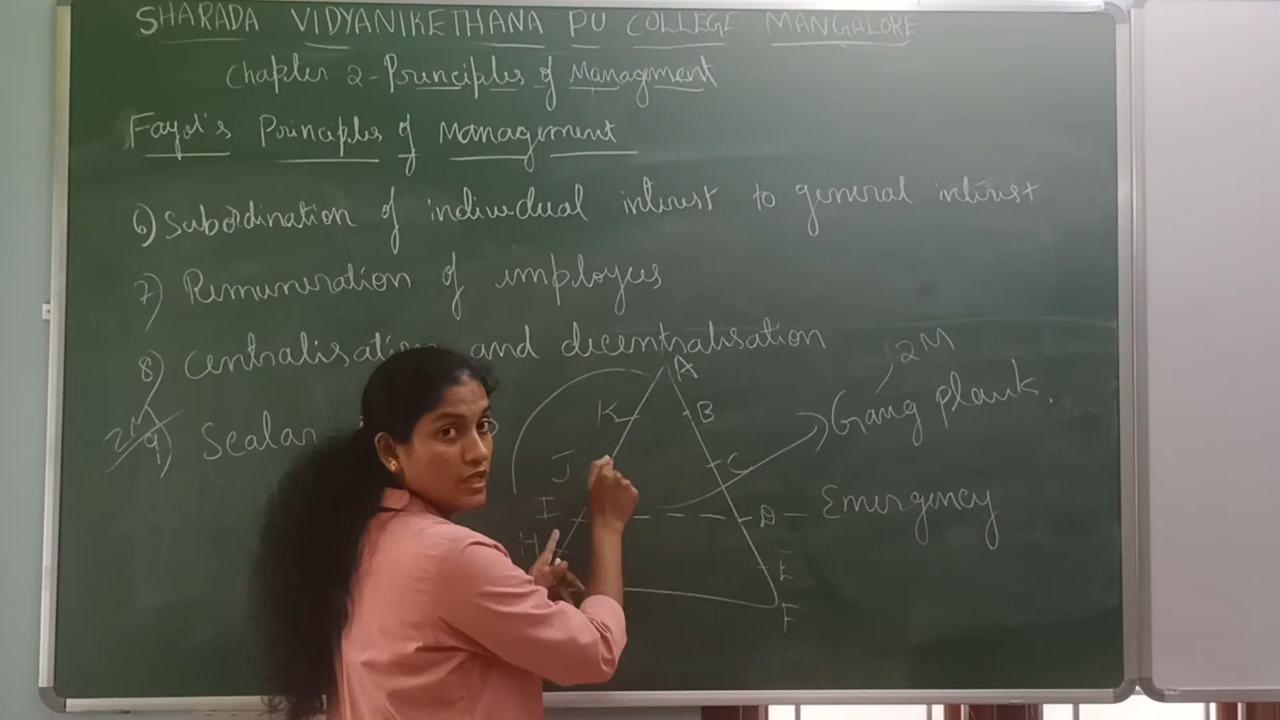 SHARADA VIDYANIKETHANA PU COLLEGE MANGALORE
Chapter 2 - Principles of Management
Fayol's Principles of Management
6) Subordination of individual interest to general interest
7) Remuneration of employees
8) Centralisation and decentralisation
2M
9) Scalar
A
K
B
J
C
I
D - Emergency
H
E
F
2M
Gang plank.